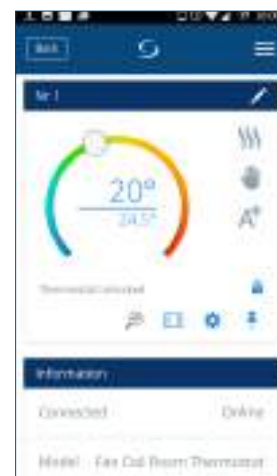 Back
Nr 1
20°
24.5°
Thermostat unlocked
Information
Connected Online
Model Fan Coil Room Thermostat